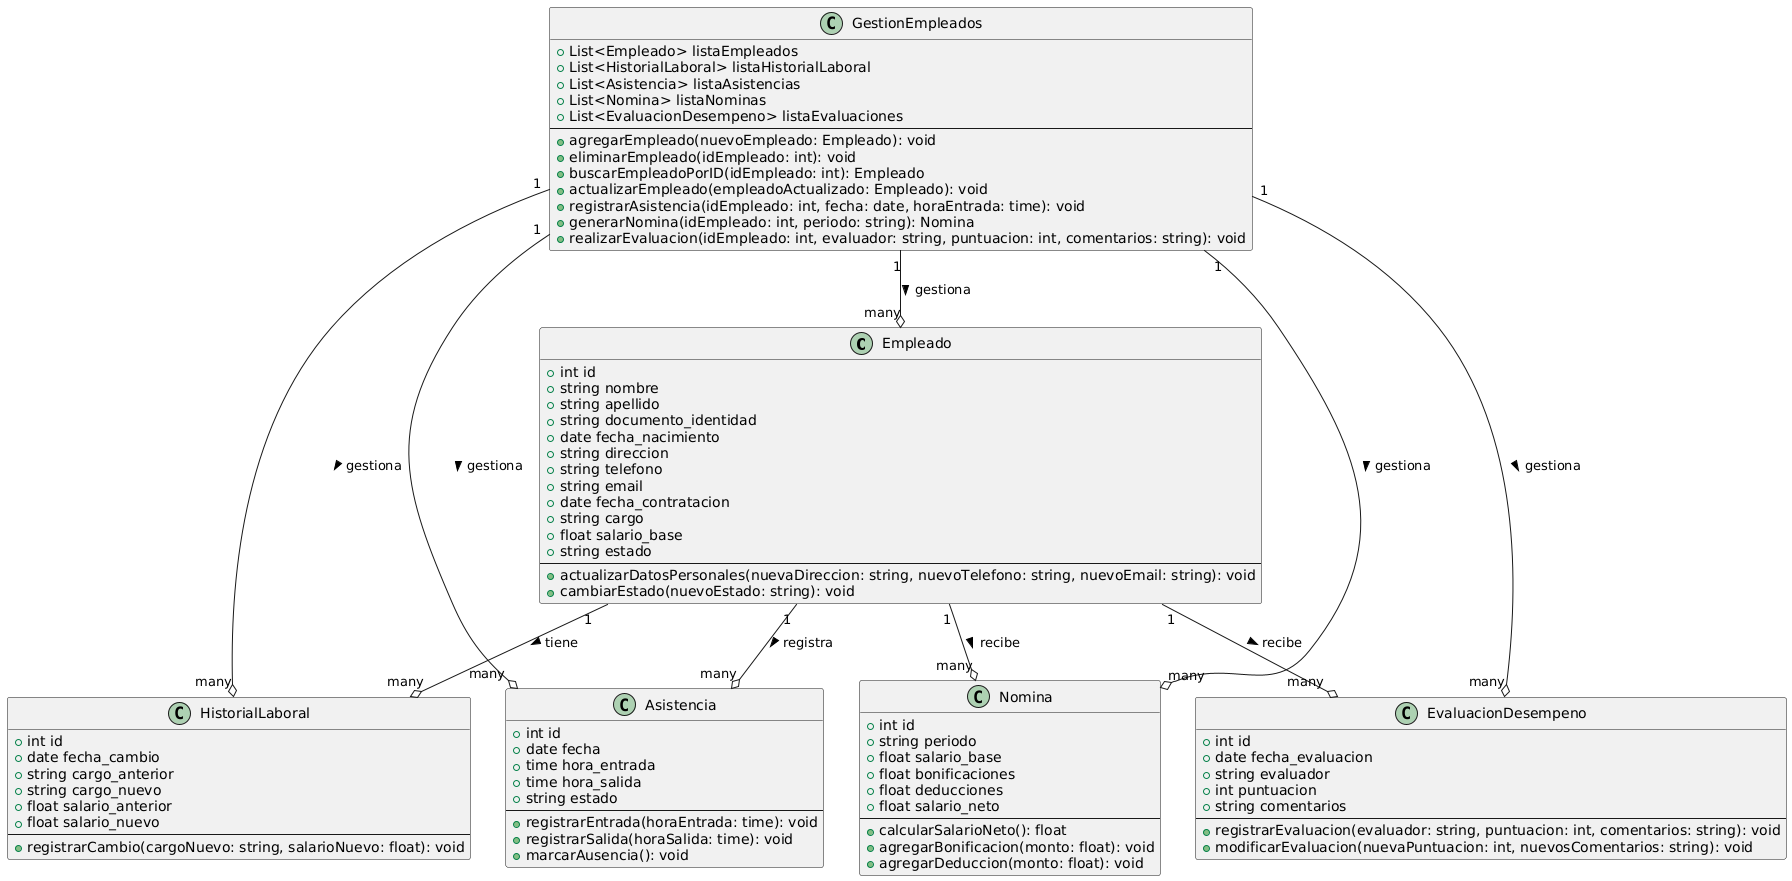 C GestionEmpleados
List<Empleado> listaEmpleados
List<HistorialLaboral> listaHistorialLaboral
List<Asistencia> listaAsistencias
List<Nomina> listaNominas
List<EvaluacionDesempeno> listaEvaluaciones
agregarEmpleado(nuevoEmpleado: Empleado): void
eliminarEmpleado(idEmpleado: int): void
buscarEmpleadoPorID(idEmpleado: int): Empleado
actualizarEmpleado(empleadoActualizado: Empleado): void
registrarAsistencia(idEmpleado: int, fecha: date, horaEntrada: time): void
generarNomina(idEmpleado: int, periodo: string): Nomina
realizarEvaluacion(idEmpleado: int, evaluador: string, puntuacion: int, comentarios: string): void
1
1
1
1
1
gestiona
many
C Empleado
int id
string nombre
string apellido
string documento_identidad
date fecha_nacimiento
string direccion
string telefono
string email
date fecha_contratacion
string cargo
float salario_base
string estado
actualizarDatosPersonales(nuevaDireccion: string, nuevoTelefono: string, nuevoEmail: string): void
cambiarEstado(nuevoEstado: string): void
gestiona
gestiona
gestiona
gestiona
1
1
1
1
tiene
registra
recibe
recibe
many
many
many
many
many
many
many
many
C HistorialLaboral
int id
date fecha_cambio
string cargo_anterior
string cargo_nuevo
float salario_anterior
float salario_nuevo
registrarCambio(cargoNuevo: string, salarioNuevo: float): void
C Asistencia
int id
date fecha
time hora_entrada
time hora_salida
string estado
registrarEntrada(horaEntrada: time): void
registrarSalida(horaSalida: time): void
marcarAusencia(): void
C Nomina
int id
string periodo
float salario_base
float bonificaciones
float deducciones
float salario_neto
calcularSalarioNeto(): float
agregarBonificacion(monto: float): void
agregarDeduccion(monto: float): void
C EvaluacionDesempeno
int id
date fecha_evaluacion
string evaluador
int puntuacion
string comentarios
registrarEvaluacion(evaluador: string, puntuacion: int, comentarios: string): void
modificarEvaluacion(nuevaPuntuacion: int, nuevosComentarios: string): void